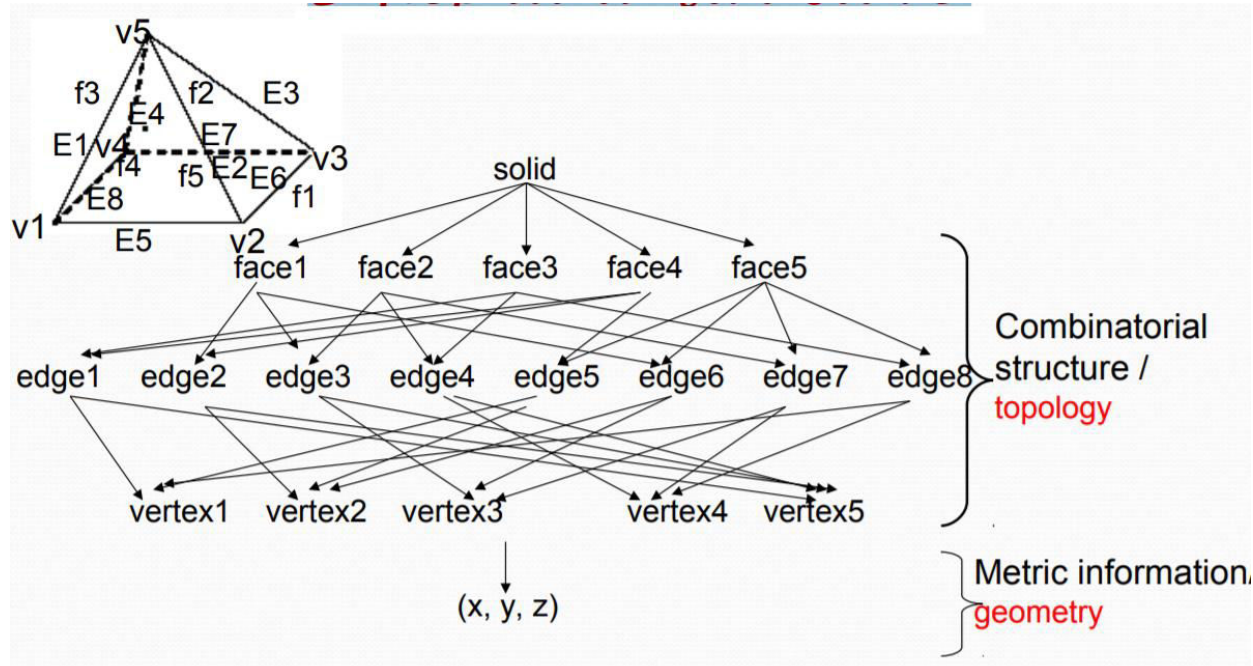 v5
f3 f2 E3
E4
E1 v4 E7 v3
f4 f5 E2 E6
E8 f1
v1 E5 v2
solid
face1 face2 face3 face4 face5
edge1 edge2 edge3 edge4 edge5 edge6 edge7 edge8
vertex1 vertex2 vertex3 vertex4 vertex5
(x, y, z)
Combinatorial
structure /
topology
Metric information/
geometry